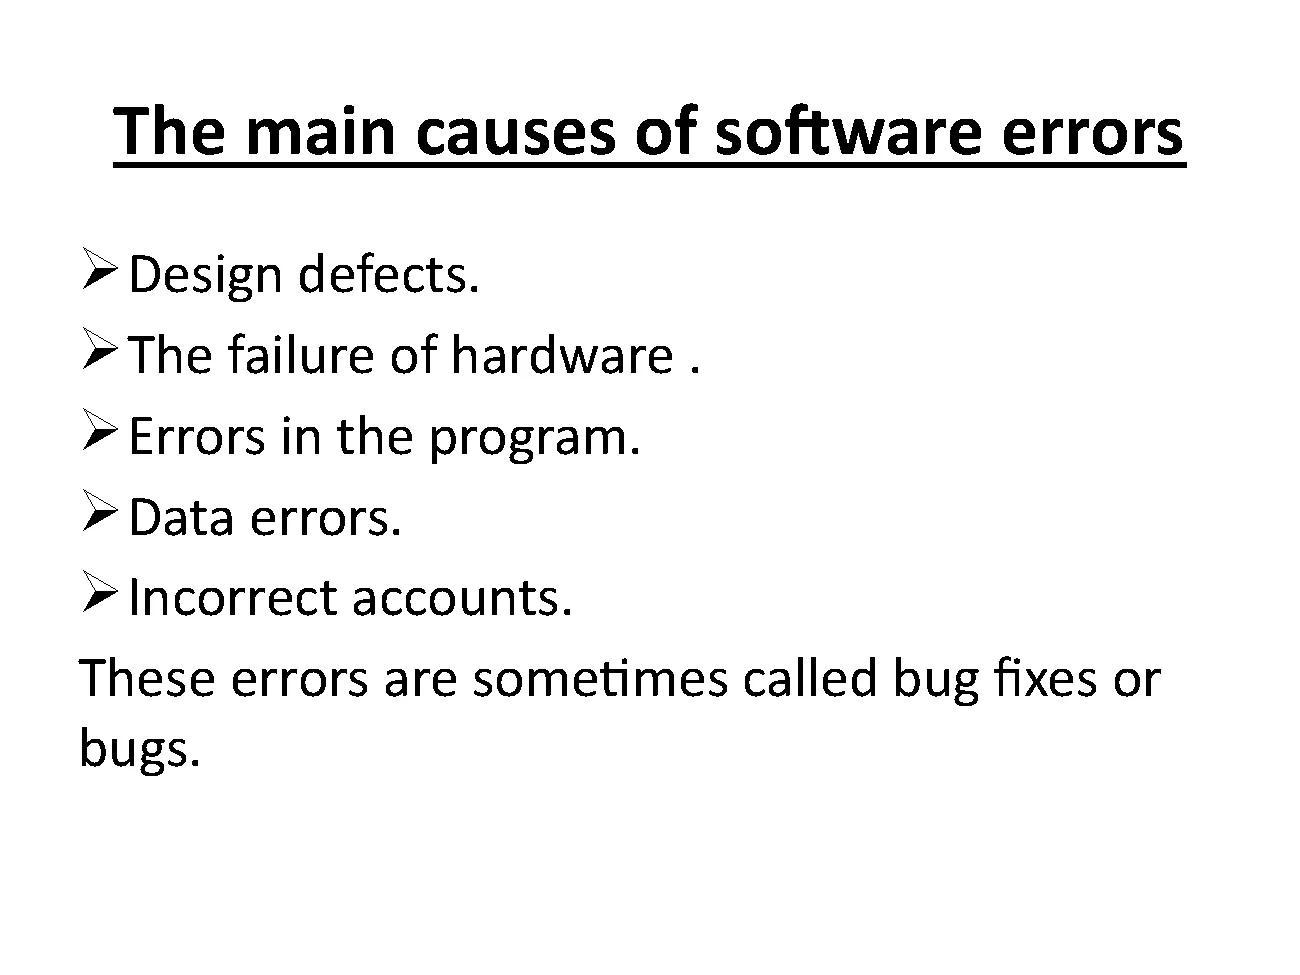 The main causes of software errors
➢Design defects.
➢The failure of hardware .
➢Errors in the program.
➢Data errors.
➢Incorrect accounts.
These errors are sometimes called bug fixes or
bugs.